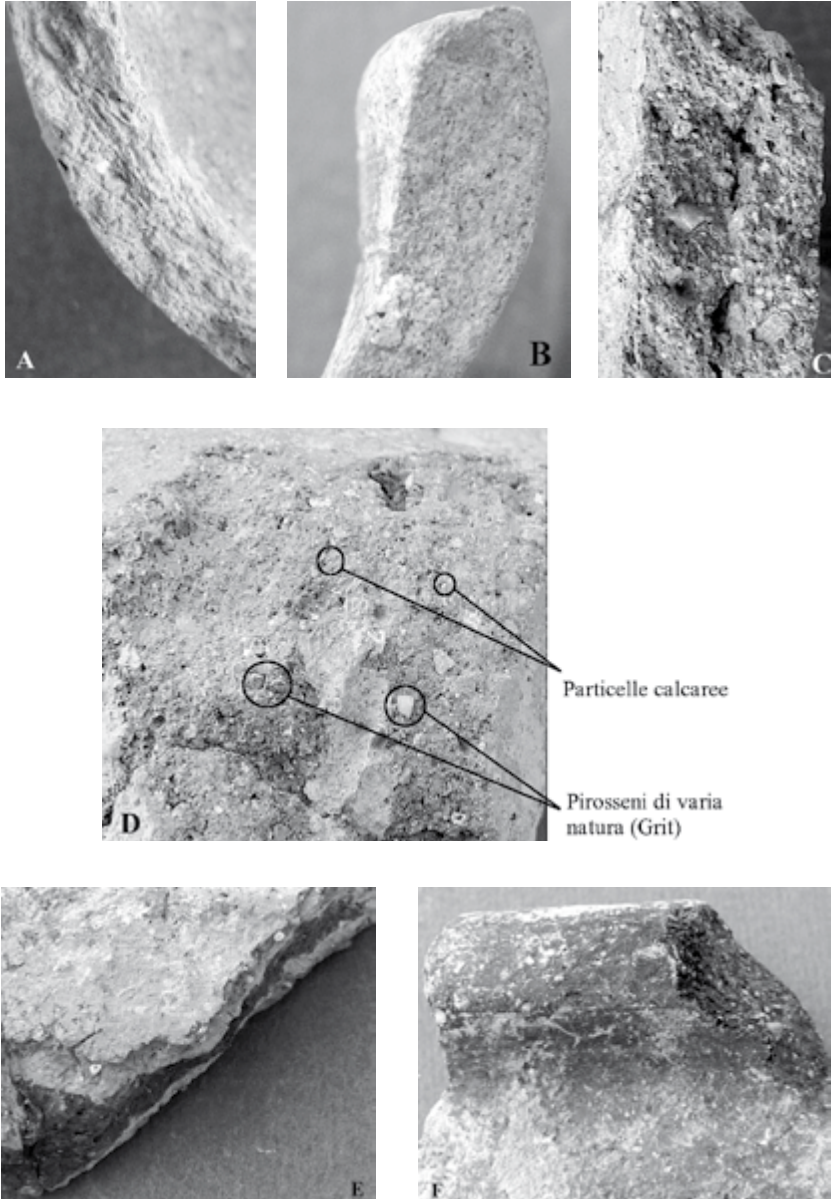 A
B
C
D
Particelle calcaree
Pirosseni di varia
natura (Grit)
E
F